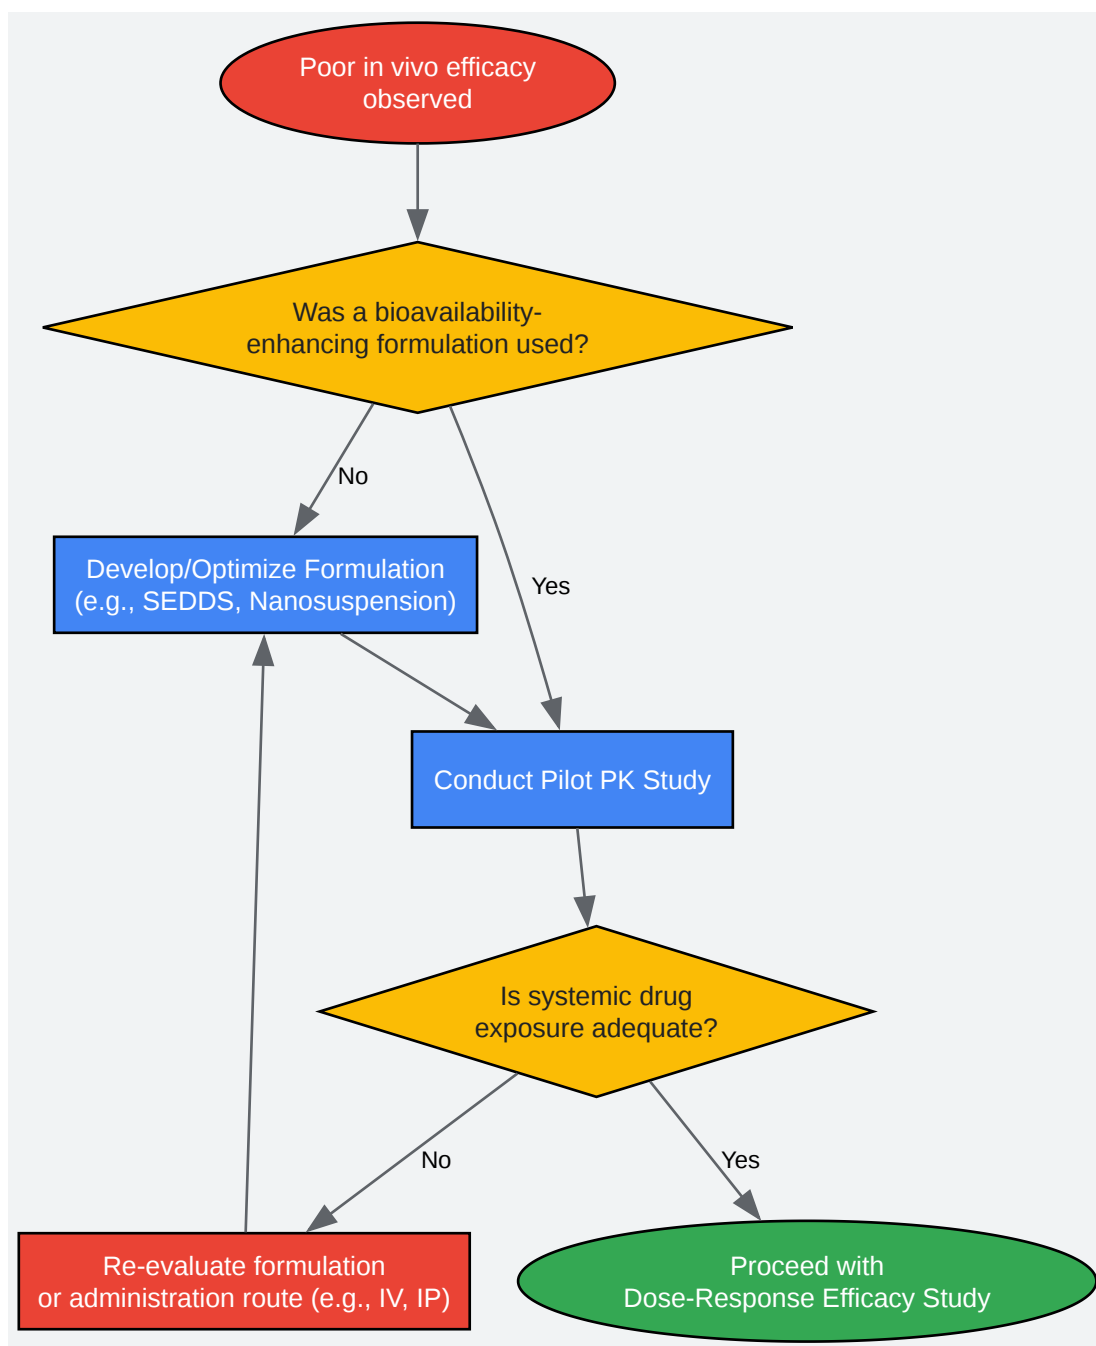 Poor in vivo efficacy
observed
Was a bioavailability-
enhancing formulation used?
No
Develop/Optimize Formulation
(e.g., SEDDS, Nanosuspension)
Yes
Conduct Pilot PK Study
Is systemic drug
exposure adequate?
No
Yes
Re-evaluate formulation
or administration route (e.g., IV, IP)
Proceed with
Dose-Response Efficacy Study